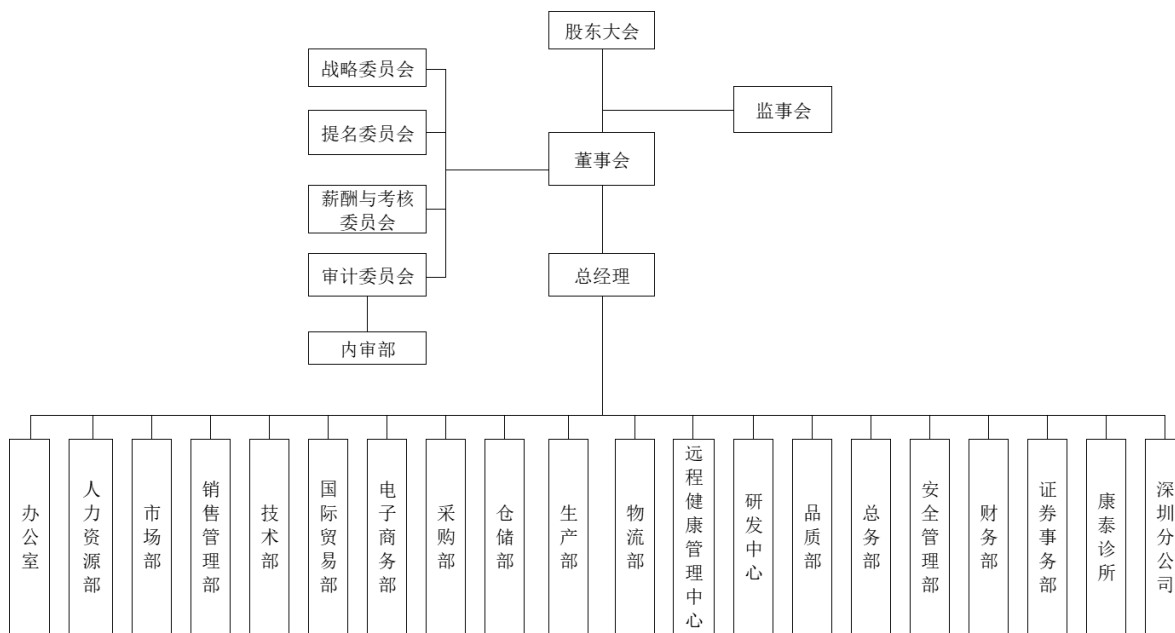 股东大会
战略委员会
监事会
提名委员会
董事会
薪酬与考核
委员会
审计委员会
总经理
内审部
办公室
人力资源部
市场部
销售管理部
技术部
国际贸易部
电子商务部
采购部
仓储部
生产部
物流部
远程健康管理中心
研发中心
品质部
总务部
安全管理部
财务部
证券事务部
康泰诊所
深圳分公司